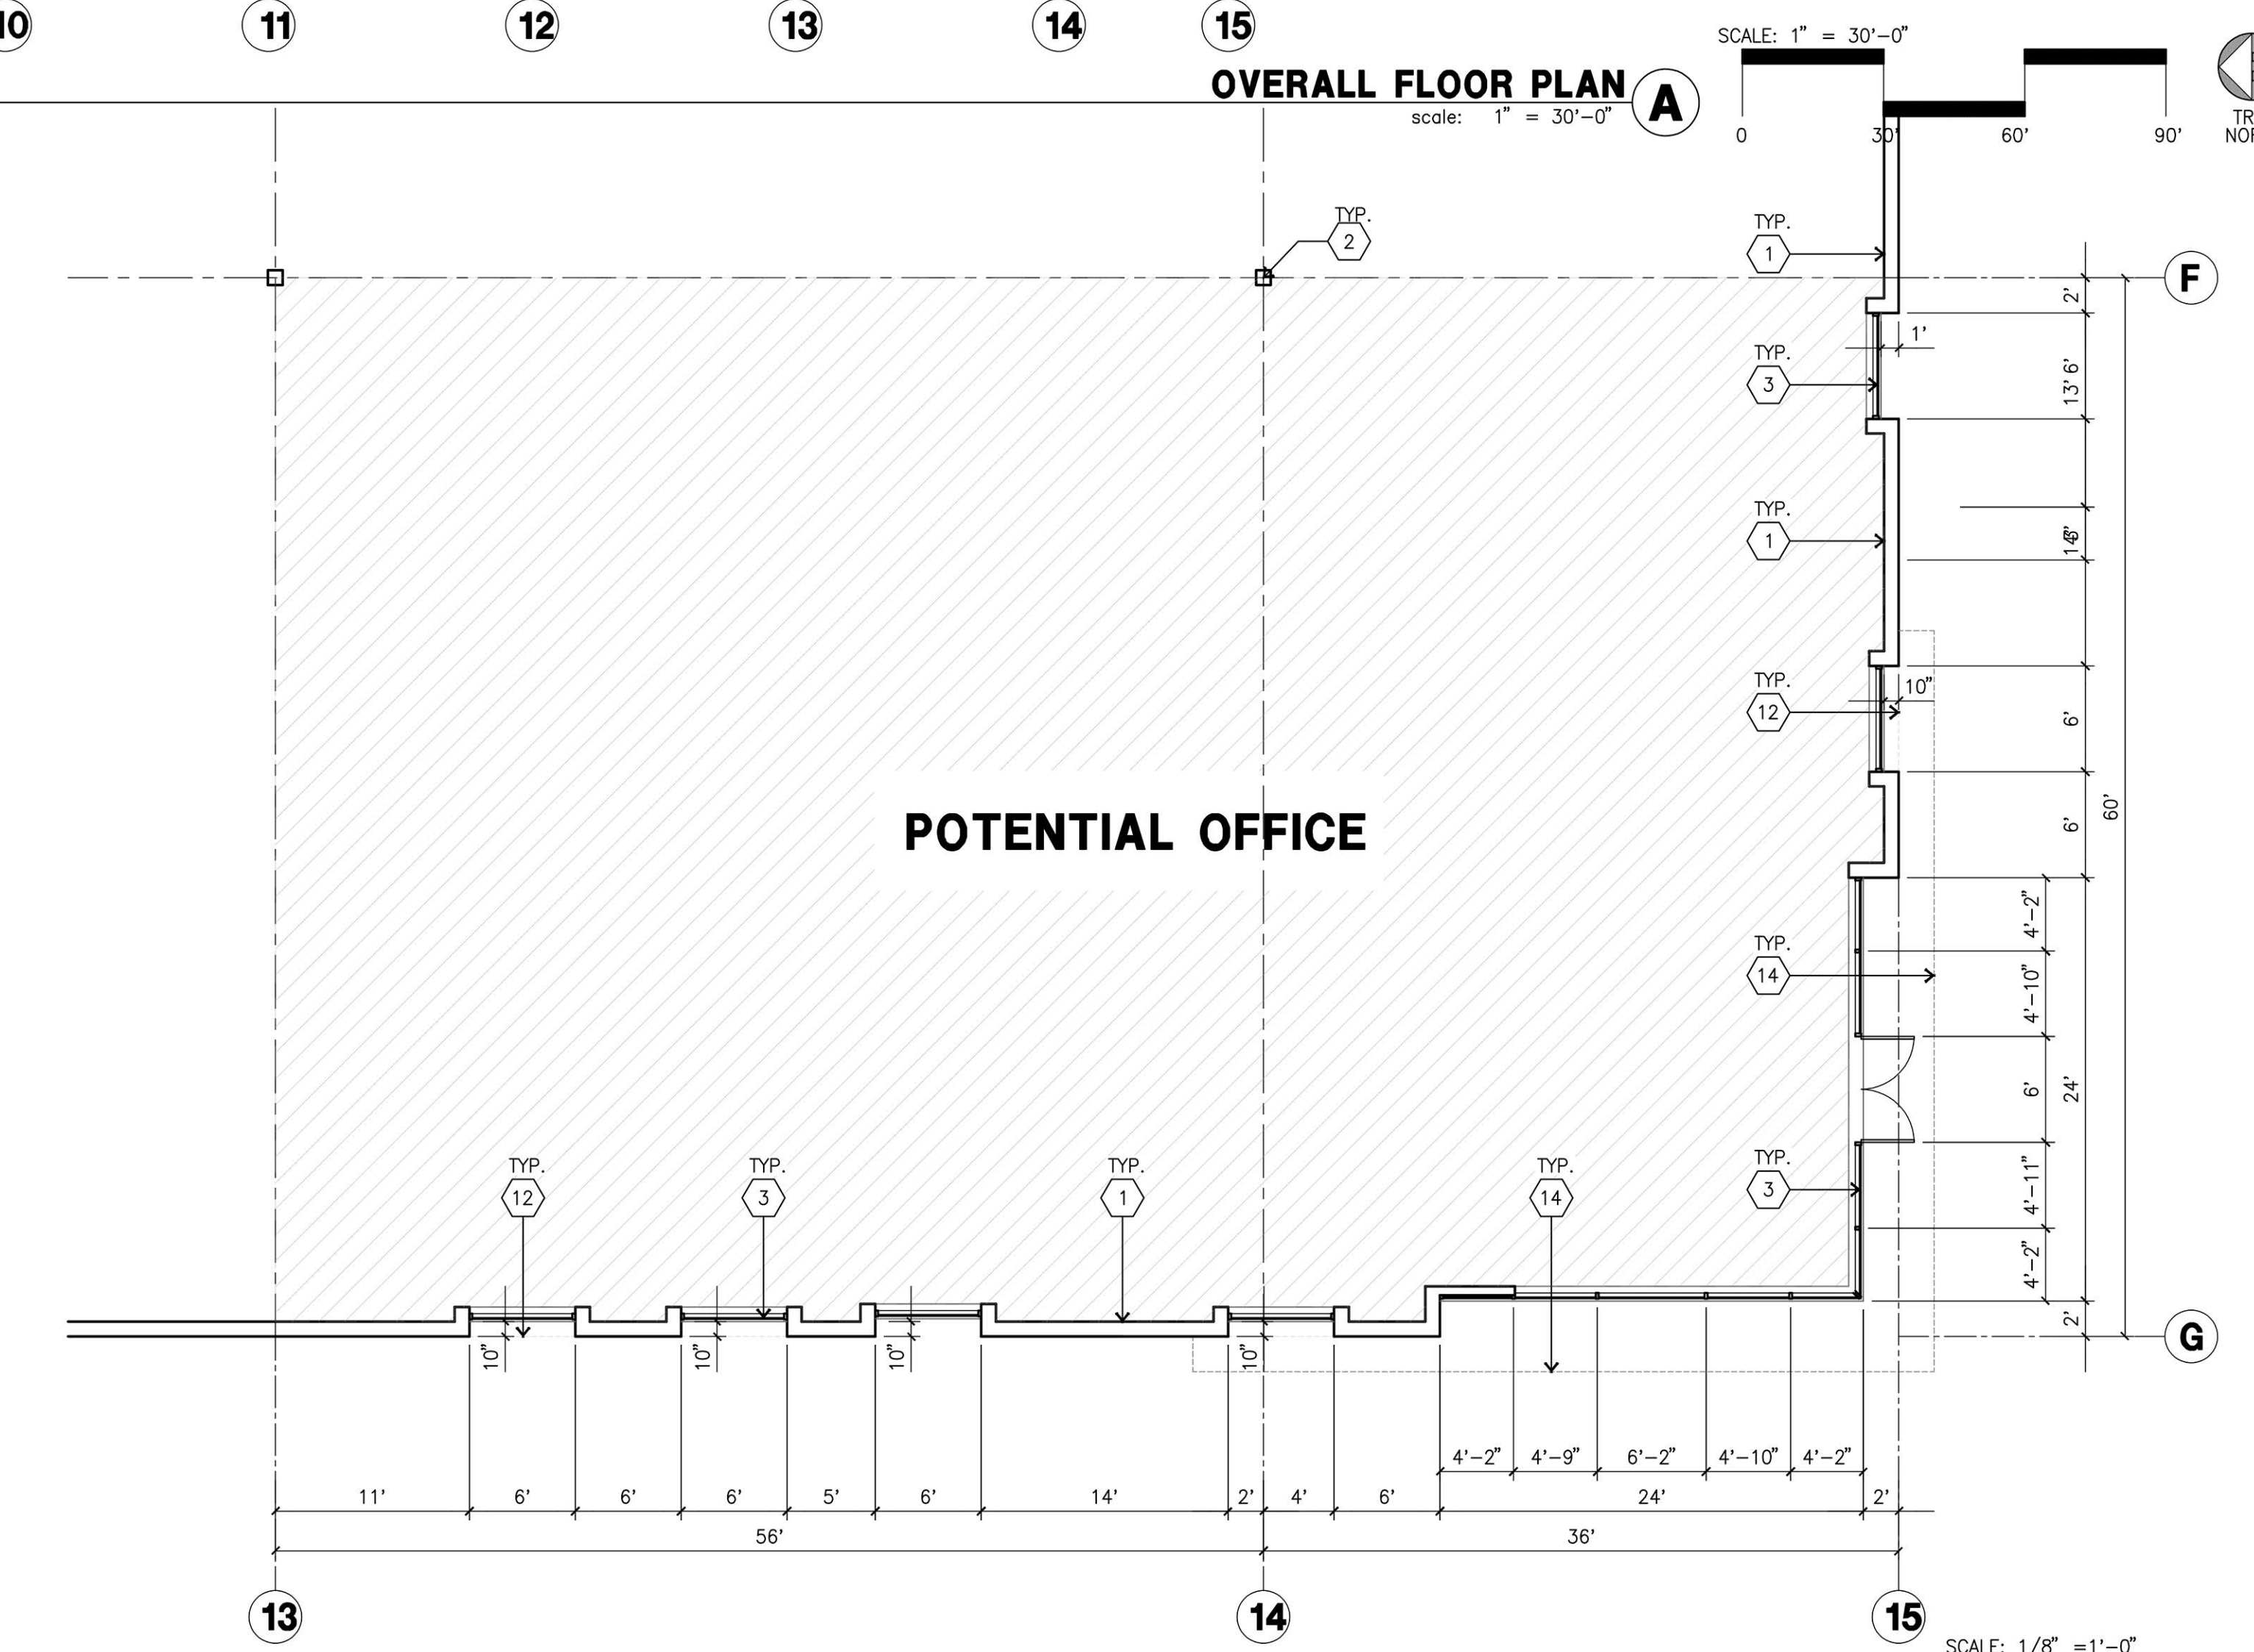 10 11 12 13 14 15
SCALE: 1" = 30'-0"
OVERALL FLOOR PLAN A
scale: 1" = 30'-0"
0 30' 60' 90'
TYP.
2
TYP.
1
F
2'
1'
TYP.
3
13' 6'
TYP.
1
TYP.
12
10"
6'
6'
60'
POTENTIAL OFFICE
4'-2"
TYP.
14
4'-10"
6'
24'
TYP.
3
4'-11"
4'-2"
2'
TYP. TYP. TYP. TYP.
12 3 1 14
G
10" 10" 10" 10"
4'-2" 4'-9" 6'-2" 4'-10" 4'-2"
11' 6' 6' 6' 5' 6' 14' 2' 4' 6' 24' 2'
56' 36'
13 14 15
SCALE: 1/8" =1'-0"